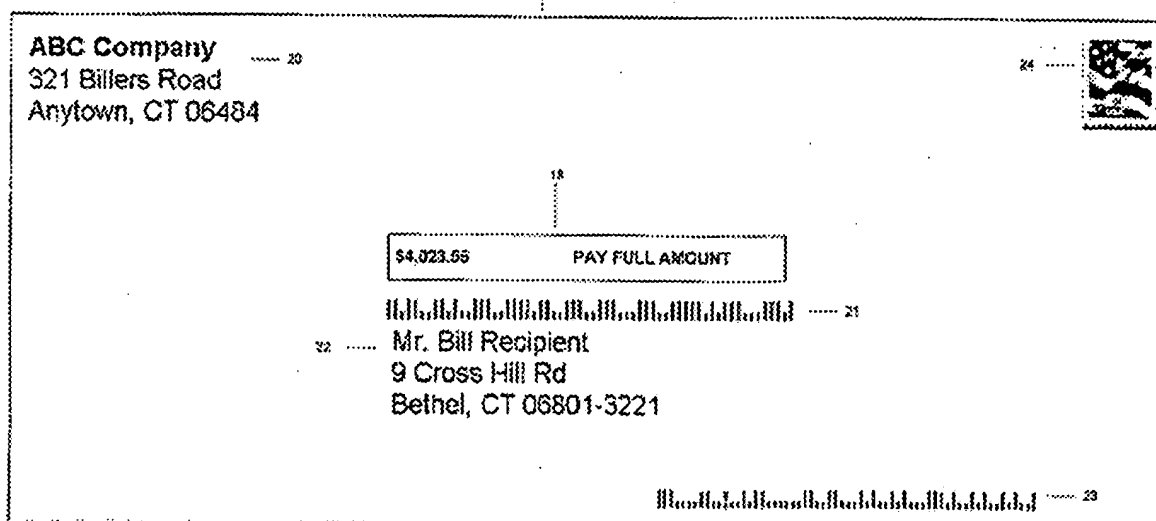 ABC Company 20
321 Billers Road
Anytown, CT 06484
24
18
$4,023.55 PAY FULL AMOUNT
21
22 Mr. Bill Recipient
9 Cross Hill Rd
Bethel, CT 06801-3221
23